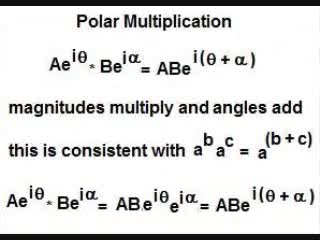 Polar Multiplication
Ae^iθ * Be^iα = ABe^i(θ + α)
magnitudes multiply and angles add
this is consistent with a^b a^c = a^(b + c)
Ae^iθ * Be^iα = AB e^iθ e^iα = ABe^i(θ + α)